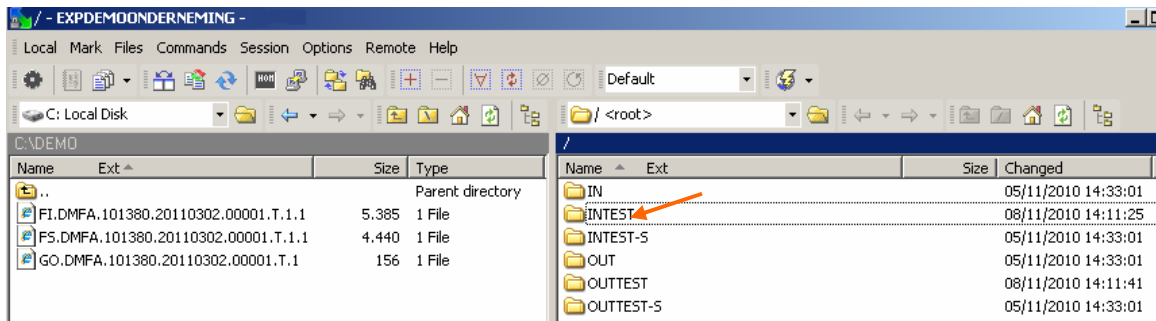 / - EXPDEMOONDERNEMING -
Local Mark Files Commands Session Options Remote Help
Default
C: Local Disk
/ <root>
C:\DEMO
Name Ext Size Type
.. Parent directory
FI.DMFA.101380.20110302.00001.T.1.1 5.385 1 File
FS.DMFA.101380.20110302.00001.T.1.1 4.440 1 File
GO.DMFA.101380.20110302.00001.T.1 156 1 File
/
Name Ext Size Changed
IN 05/11/2010 14:33:01
INTEST 08/11/2010 14:11:25
INTEST-S 05/11/2010 14:33:01
OUT 05/11/2010 14:33:01
OUTTEST 08/11/2010 14:11:41
OUTTEST-S 05/11/2010 14:33:01